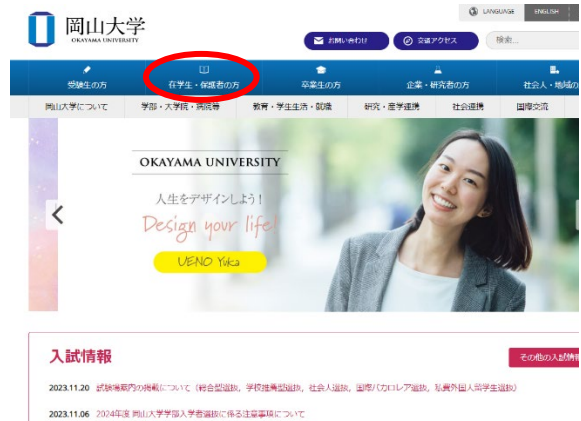 LANGUAGE ENGLISH
岡山大学
OKAYAMA UNIVERSITY
お問い合わせ 交通アクセス 検索...
受験生の方 在学生・保護者の方 卒業生の方 企業・研究者の方 社会人・地域の
岡山大学について 学部・大学院・病院等 教育・学生生活・就職 研究・産学連携 社会連携 国際交流
OKAYAMA UNIVERSITY
人生をデザインしよう!
Design your life!
UENO Yuka
入試情報
その他の入試情報
2023.11.20 試験場案内の掲載について(総合型選抜,学校推薦型選抜,社会人選抜,国際バカロレア選抜,私費外国人留学生選抜)
2023.11.06 2024年度 岡山大学学部入学者選抜に係る注意事項について